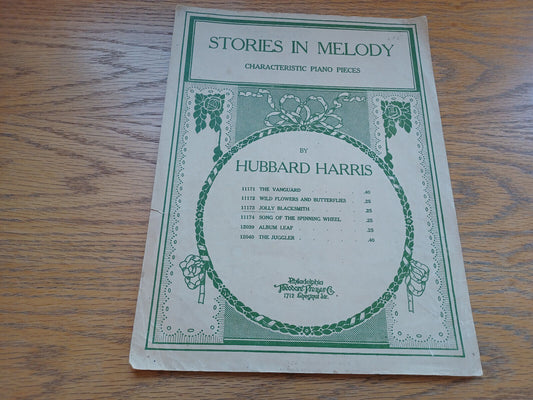 STORIES IN MELODY
CHARACTERISTIC PIANO PIECES
BY
HUBBARD HARRIS
11171 THE VANGUARD . . . . . . .40
11172 WILD FLOWERS AND BUTTERFLIES . .25
11173 JOLLY BLACKSMITH . . . . . .25
11174 SONG OF THE SPINNING WHEEL . .25
12039 ALBUM LEAF . . . . . . .25
12040 THE JUGGLER . . . . . . .40
Philadelphia
Theodore Presser Co.
1712 Chestnut Str.